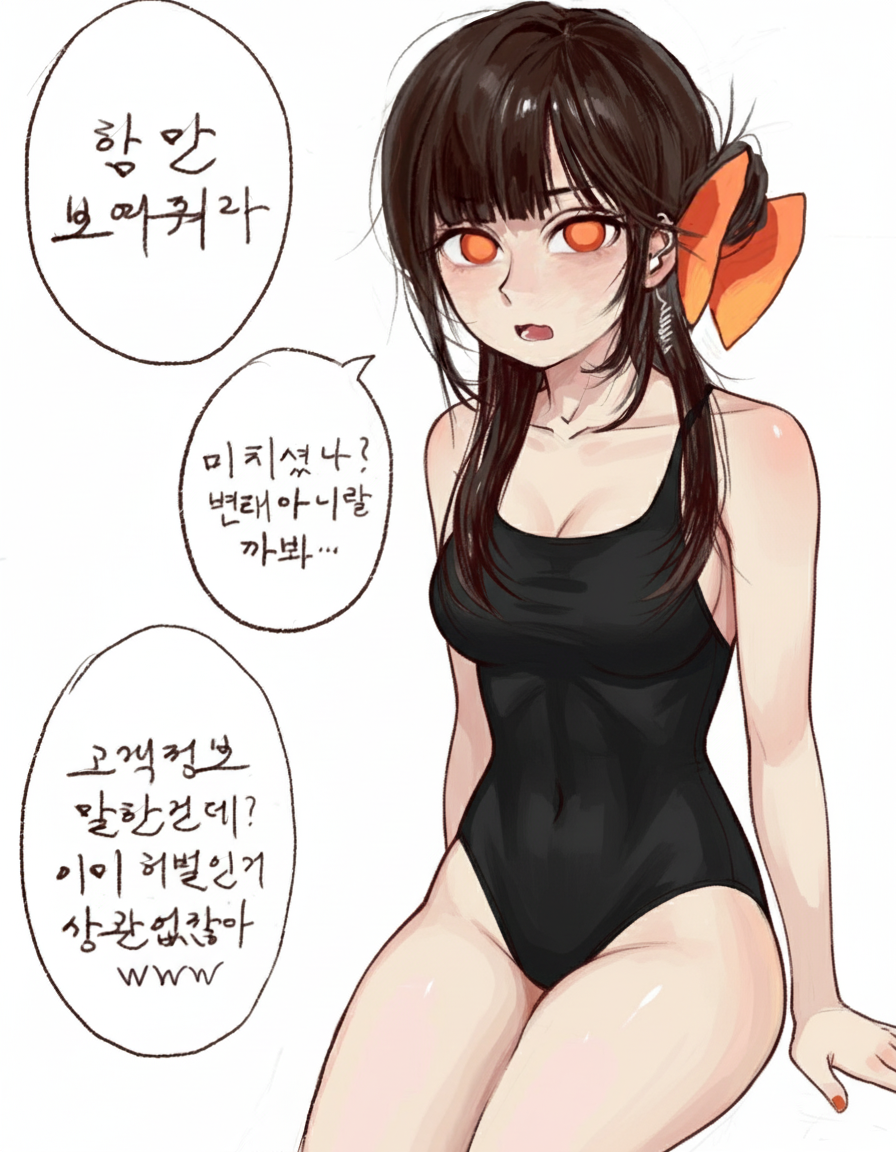 함 만
보여줘라
미치셨나?
변태아니랄
까봐...
고객정보
말한건데?
이미 허벌인거
상관없잖아
www